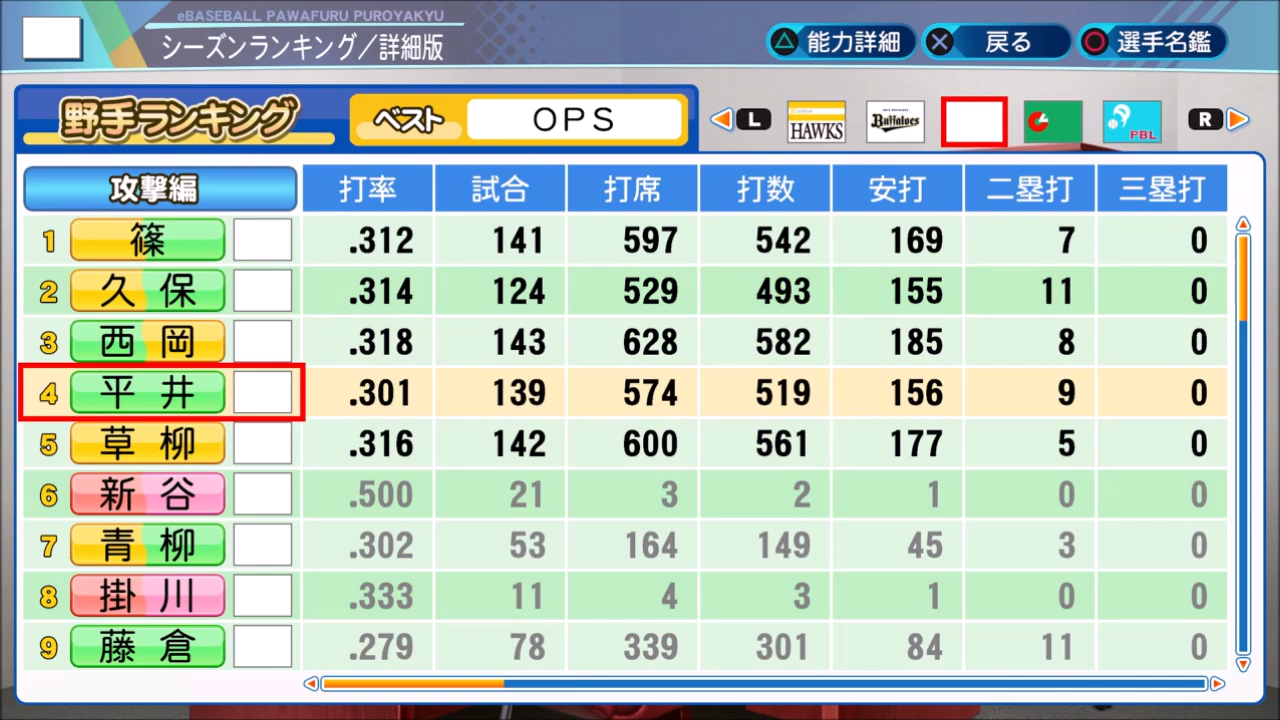 eBASEBALL PAWAFURU PUROYAKYU
シーズンランキング／詳細版
能力詳細 戻る 選手名鑑
野手ランキング ベスト OPS L HAWKS Buffaloes PBL R
攻撃編 打率 試合 打席 打数 安打 二塁打 三塁打
1 篠 .312 141 597 542 169 7 0
2 久保 .314 124 529 493 155 11 0
3 西岡 .318 143 628 582 185 8 0
4 平井 .301 139 574 519 156 9 0
5 草柳 .316 142 600 561 177 5 0
6 新谷 .500 21 3 2 1 0 0
7 青柳 .302 53 164 149 45 3 0
8 掛川 .333 11 4 3 1 0 0
9 藤倉 .279 78 339 301 84 11 0